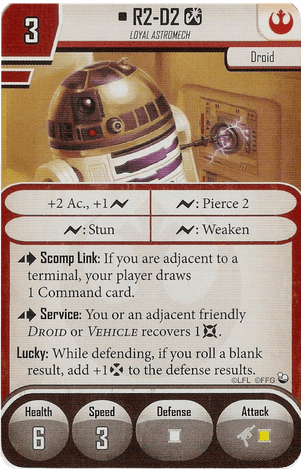 3
R2-D2
LOYAL ASTROMECH
Droid
+2 Ac., +1
: Pierce 2
: Stun
: Weaken
Scomp Link: If you are adjacent to a
terminal, your player draws
1 Command card.
Service: You or an adjacent friendly
DROID or VEHICLE recovers 1
Lucky: While defending, if you roll a blank
result, add +1 to the defense results.
©LFL ©FFG
Health
Speed
Defense
Attack
6
3